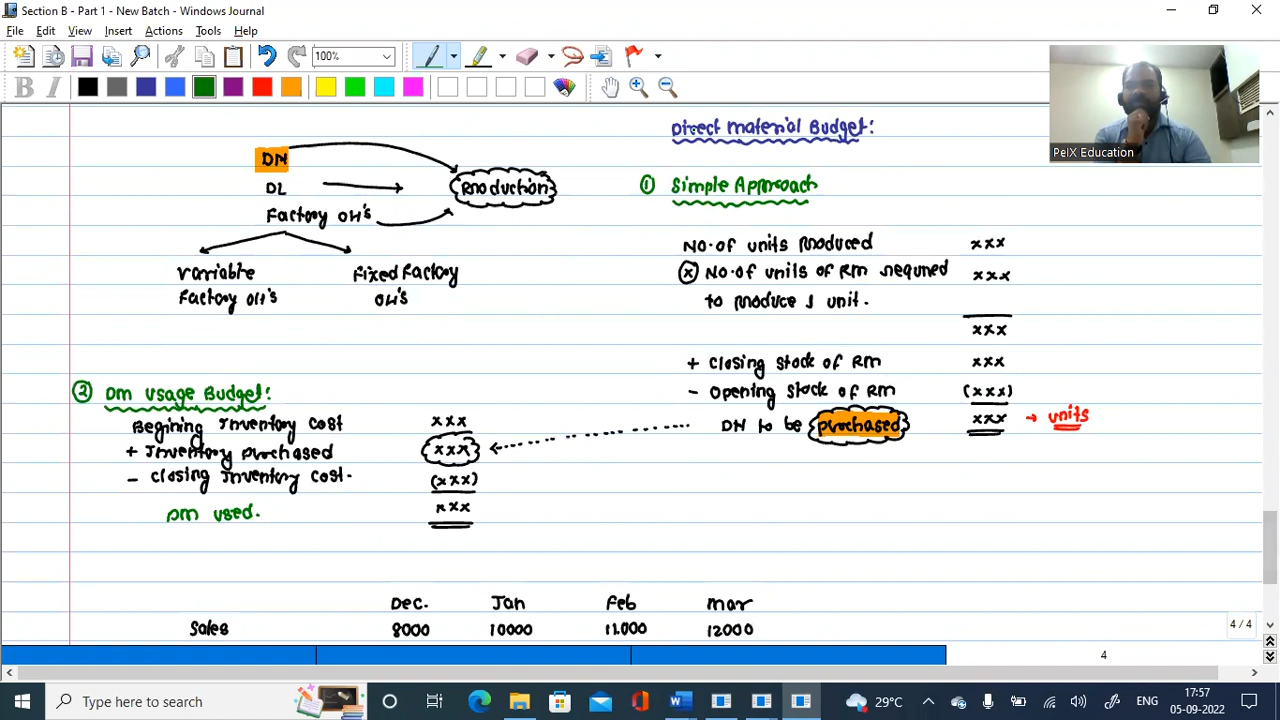 Section B - Part 1 - New Batch - Windows Journal
File Edit View Insert Actions Tools Help
100%
B I
PelX Education
Direct Material Budget:
DM
DL
Factory OH's
Production
Variable
Factory OH's
Fixed Factory
OH's
① Simple Approach
No. of units Produced xxx
(x) No. of units of Rm required xxx
to Produce 1 unit.
xxx
+ Closing Stock of Rm xxx
- Opening Stock of Rm (xxx)
DM to be Purchased xxx → units
② Dm Usage Budget:
Begining Inventory Cost xxx
+ Inventory Purchased xxx
- Closing Inventory Cost. (xxx)
Dm used. xxx
Dec. Jan Feb Mar
Sales 8000 10000 11.000 12000
4 / 4
4
Type here to search
29°C
ENG
17:57
05-09-2022